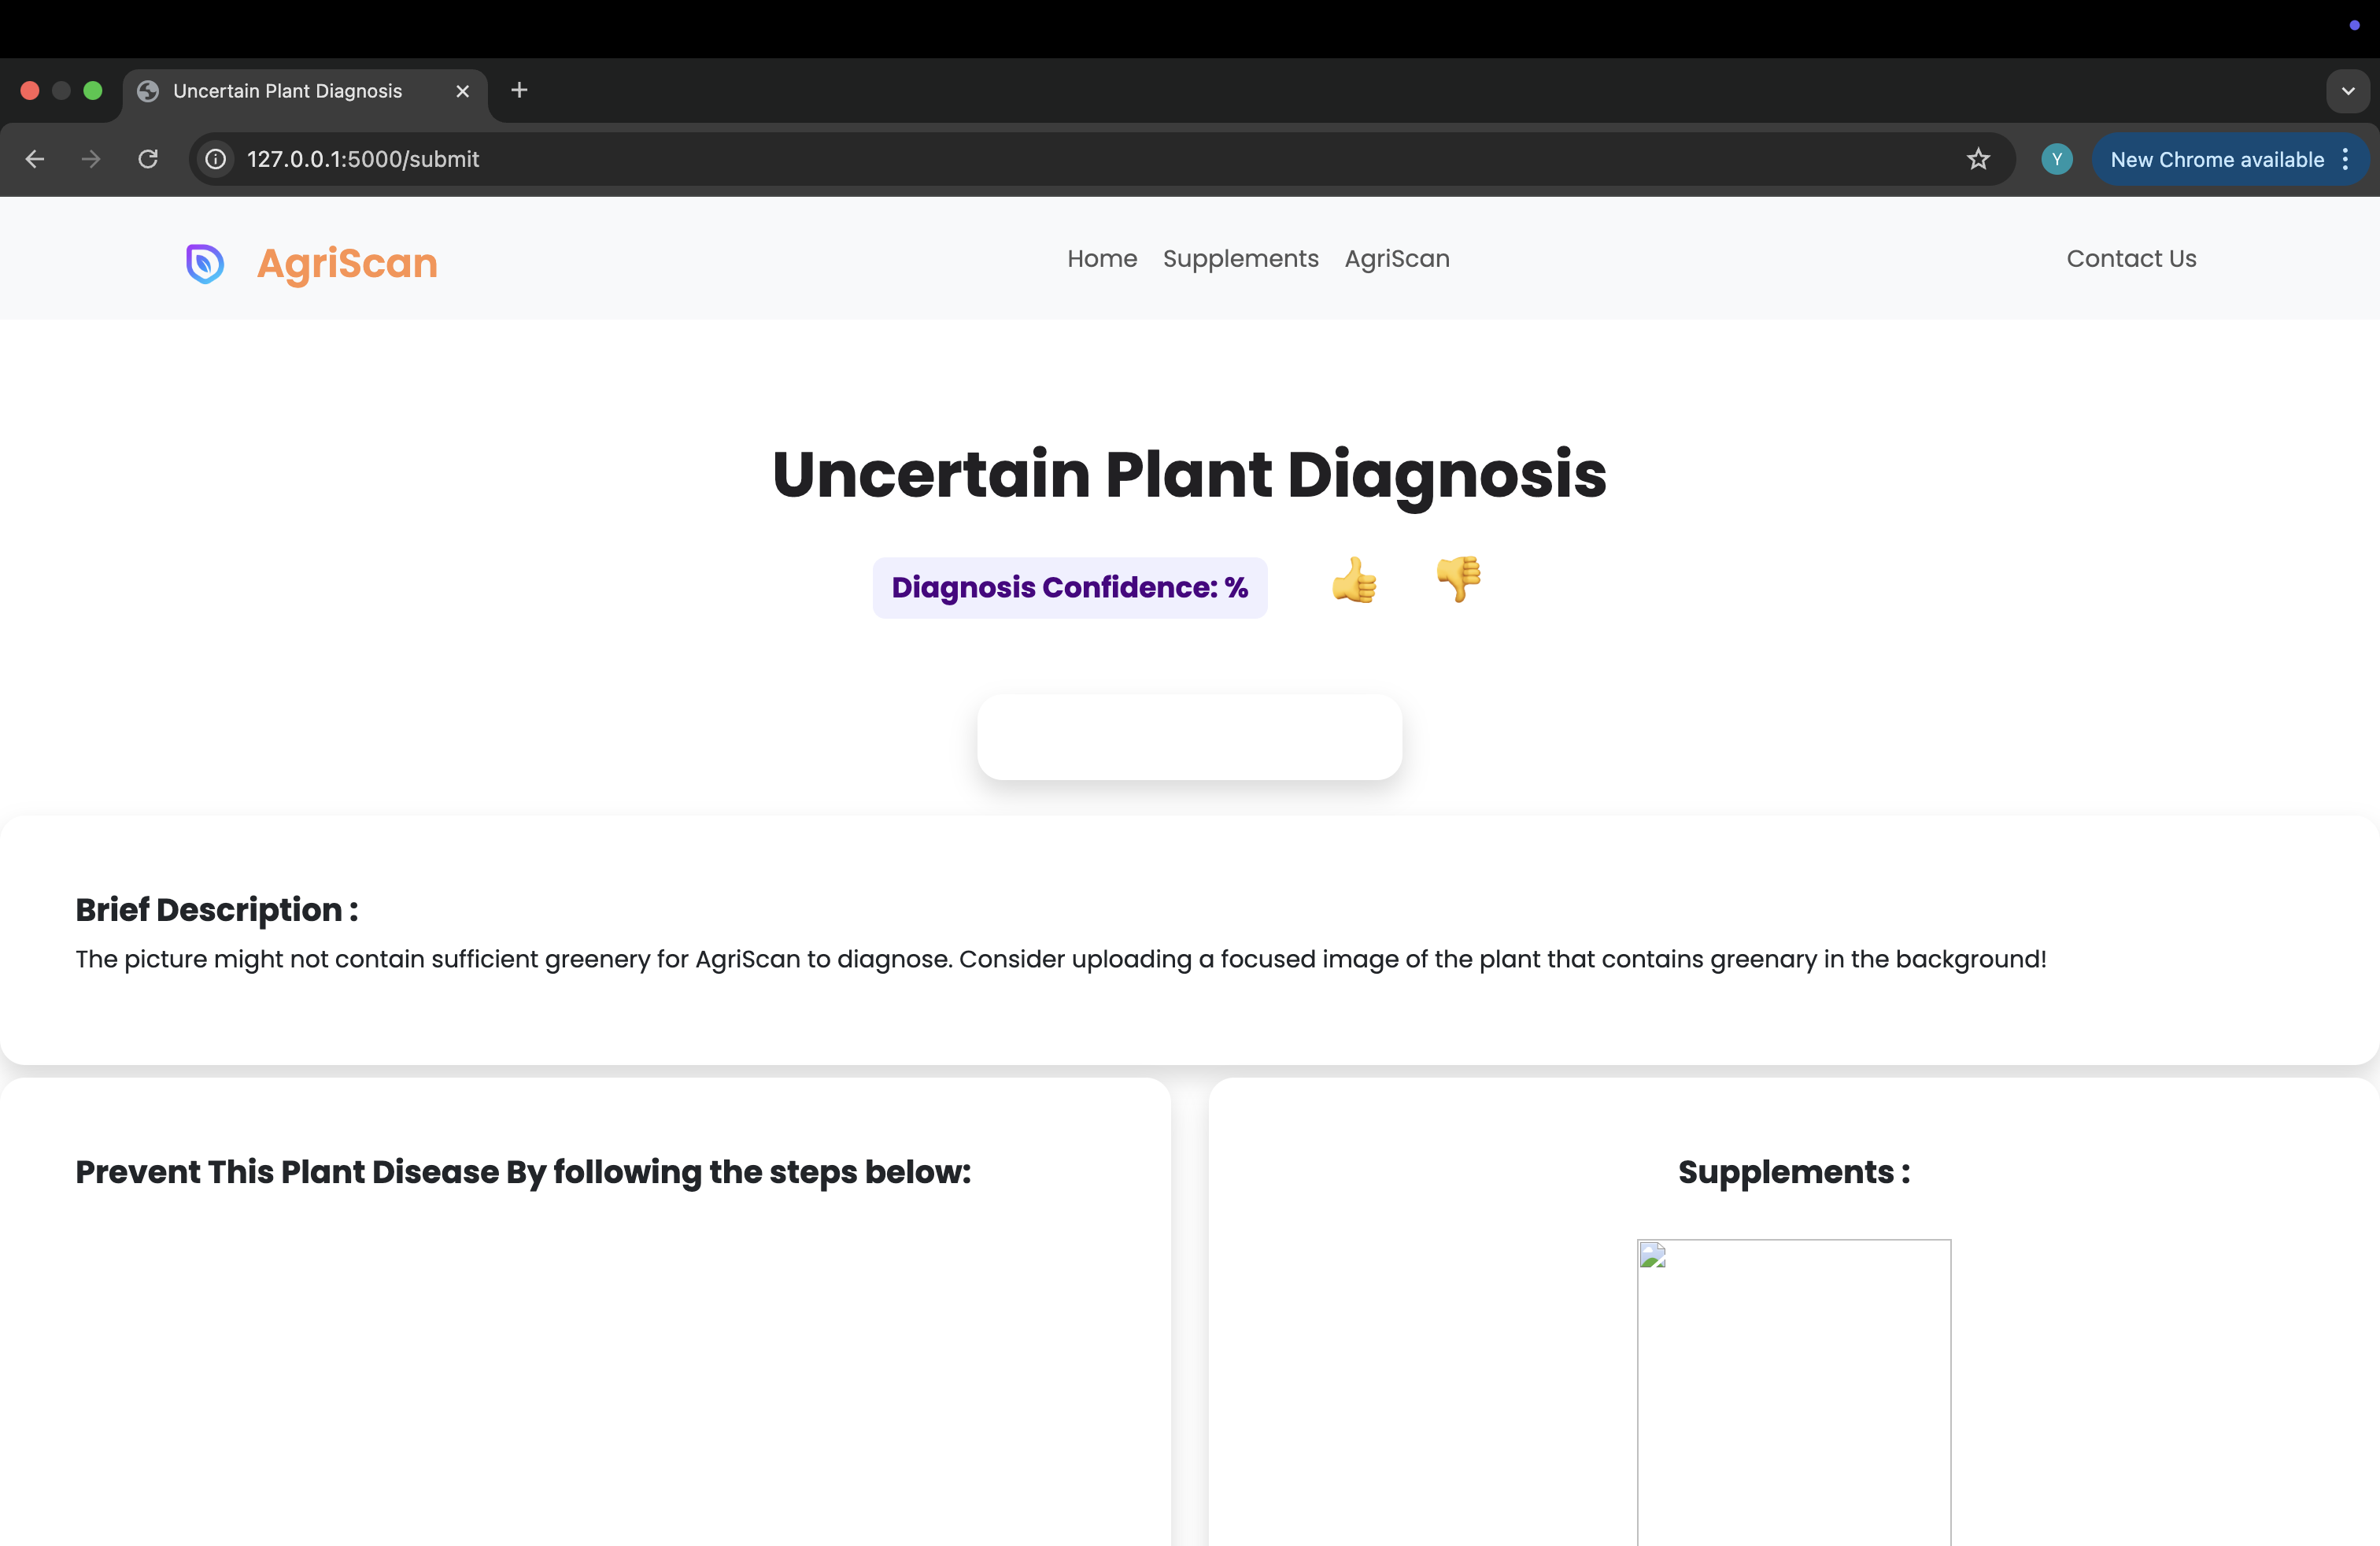 Uncertain Plant Diagnosis
127.0.0.1:5000/submit
Y
New Chrome available
AgriScan
Home Supplements AgriScan
Contact Us
Uncertain Plant Diagnosis
Diagnosis Confidence: %
Brief Description :
The picture might not contain sufficient greenery for AgriScan to diagnose. Consider uploading a focused image of the plant that contains greenary in the background!
Prevent This Plant Disease By following the steps below:
Supplements :